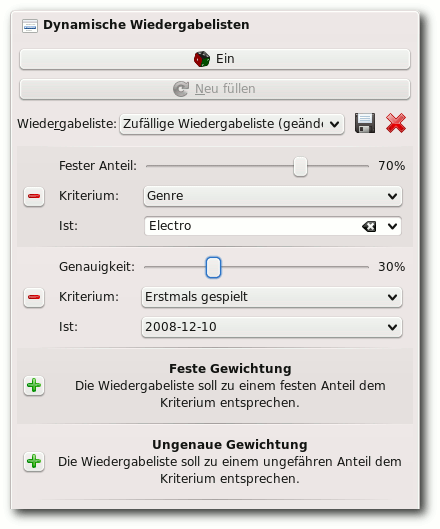 Dynamische Wiedergabelisten
Ein
Neu füllen
Wiedergabeliste: Zufällige Wiedergabeliste (geände
Fester Anteil: 70%
Kriterium: Genre
Ist: Electro
Genauigkeit: 30%
Kriterium: Erstmals gespielt
Ist: 2008-12-10
Feste Gewichtung
Die Wiedergabeliste soll zu einem festen Anteil dem
Kriterium entsprechen.
Ungenaue Gewichtung
Die Wiedergabeliste soll zu einem ungefähren Anteil dem
Kriterium entsprechen.